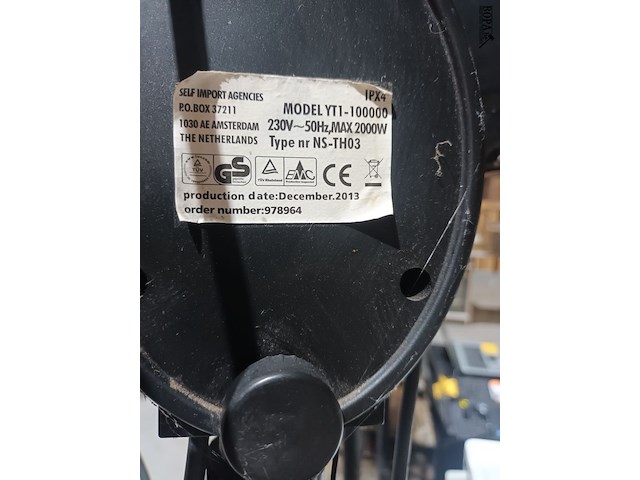 SELF IMPORT AGENCIES
P.O.BOX 37211
1030 AE AMSTERDAM
THE NETHERLANDS
IPX4
MODEL YT1-100000
230V~50Hz,MAX 2000W
Type nr NS-TH03
TÜV
GS
EMC
CE
production date:December.2013
order number:978964